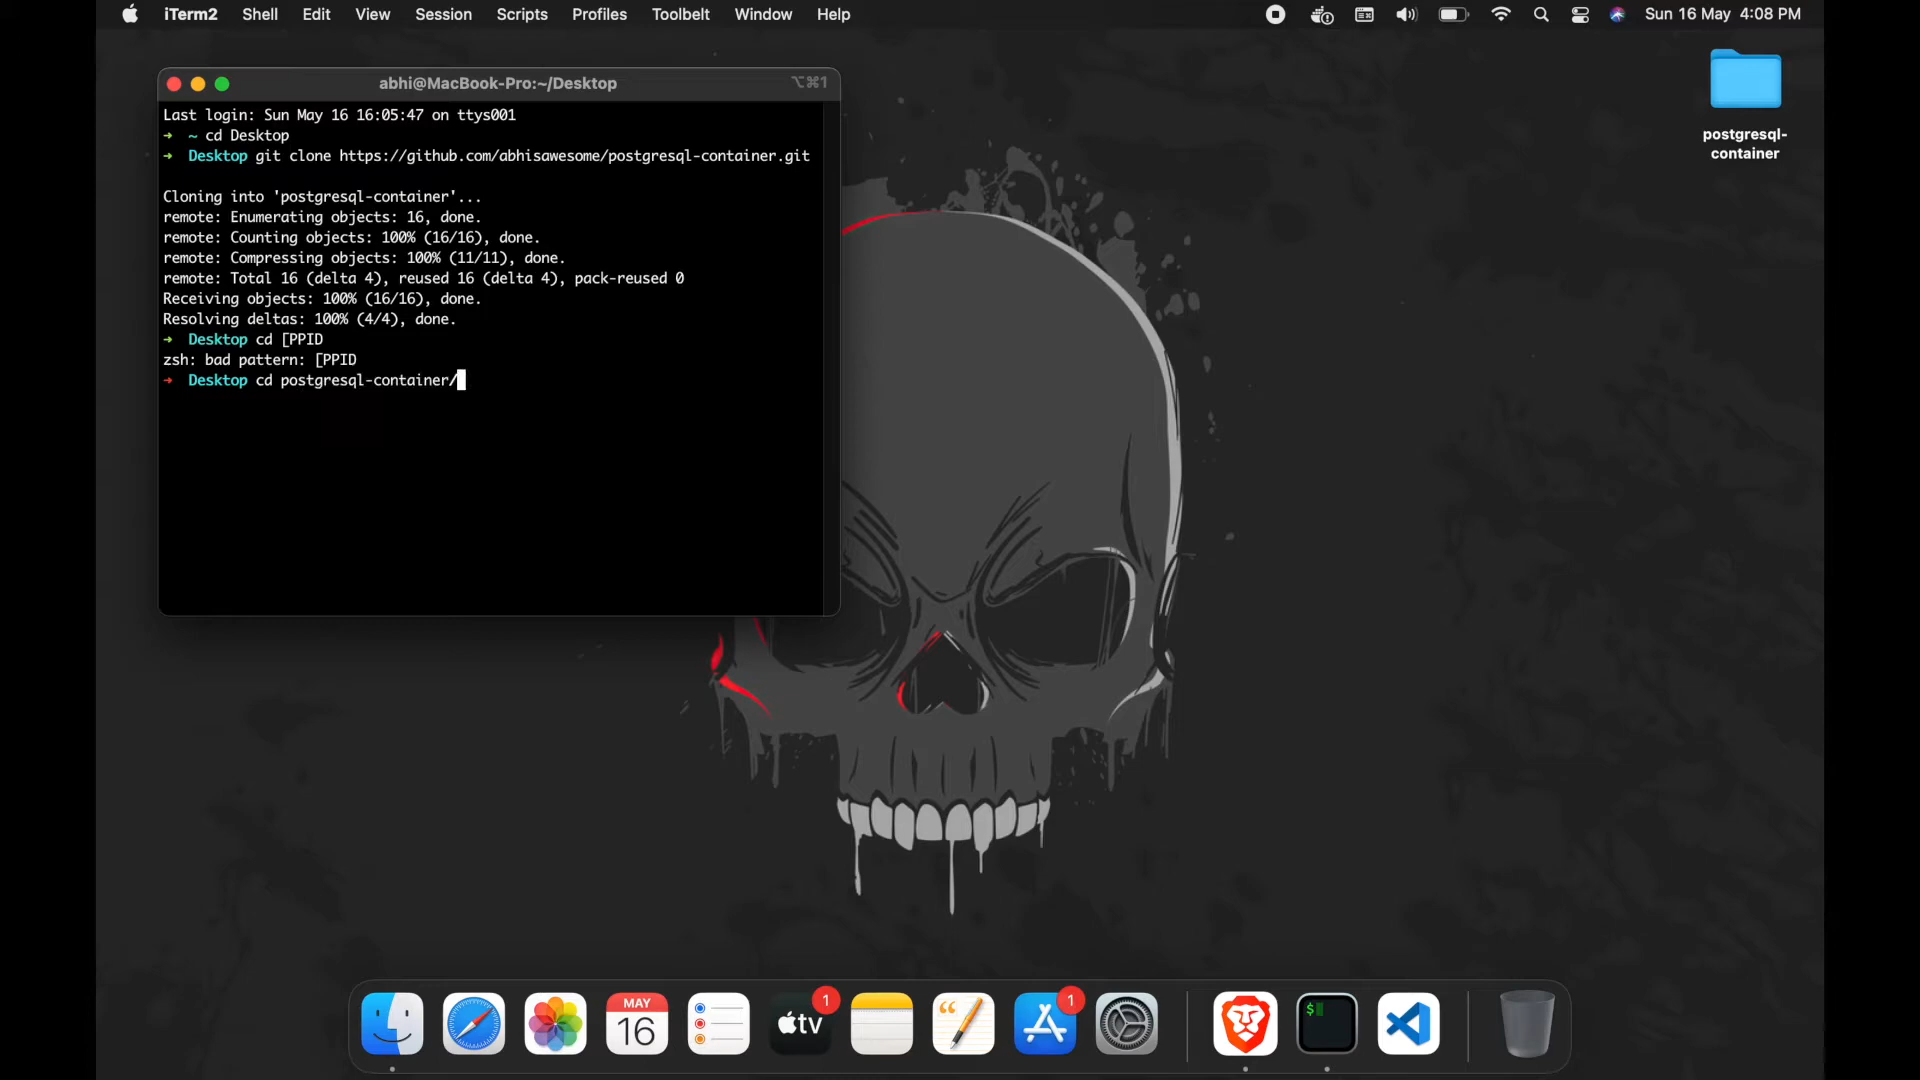 iTerm2 Shell Edit View Session Scripts Profiles Toolbelt Window Help Sun 16 May 4:08 PM
abhi@MacBook-Pro:~/Desktop ⌥⌘1
Last login: Sun May 16 16:05:47 on ttys001
➜ ~ cd Desktop
➜ Desktop git clone https://github.com/abhisawesome/postgresql-container.git
Cloning into 'postgresql-container'...
remote: Enumerating objects: 16, done.
remote: Counting objects: 100% (16/16), done.
remote: Compressing objects: 100% (11/11), done.
remote: Total 16 (delta 4), reused 16 (delta 4), pack-reused 0
Receiving objects: 100% (16/16), done.
Resolving deltas: 100% (4/4), done.
➜ Desktop cd [PPID
zsh: bad pattern: [PPID
➜ Desktop cd postgresql-container/
postgresql-
container
MAY
16
tv
1
1
$